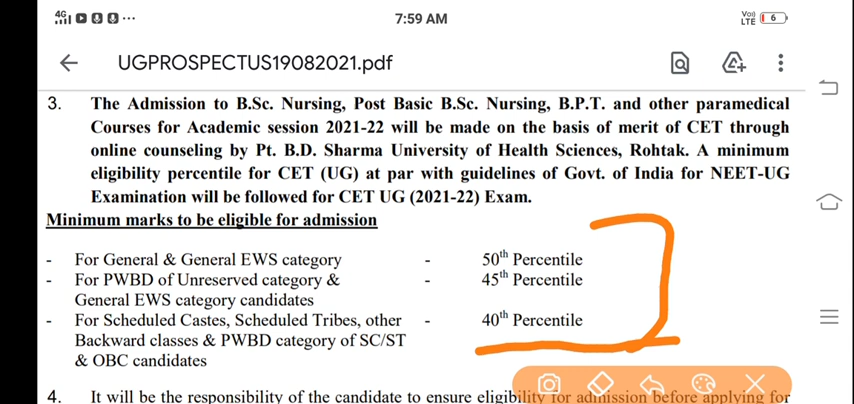 4G
7:59 AM
Vo))
LTE
6
UGPROSPECTUS19082021.pdf
3. The Admission to B.Sc. Nursing, Post Basic B.Sc. Nursing, B.P.T. and other paramedical
Courses for Academic session 2021-22 will be made on the basis of merit of CET through
online counseling by Pt. B.D. Sharma University of Health Sciences, Rohtak. A minimum
eligibility percentile for CET (UG) at par with guidelines of Govt. of India for NEET-UG
Examination will be followed for CET UG (2021-22) Exam.
Minimum marks to be eligible for admission
- For General & General EWS category - 50th Percentile
- For PWBD of Unreserved category & - 45th Percentile
General EWS category candidates
- For Scheduled Castes, Scheduled Tribes, other - 40th Percentile
Backward classes & PWBD category of SC/ST
& OBC candidates
4. It will be the responsibility of the candidate to ensure eligibility for admission before applying for